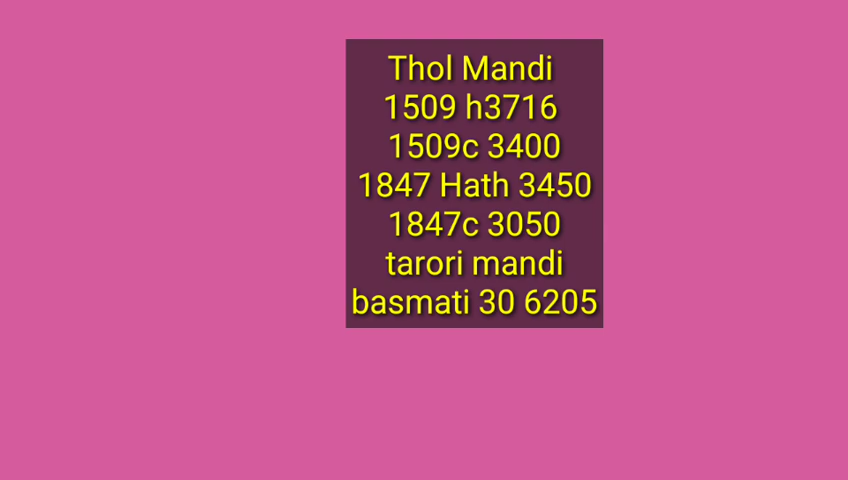 Thol Mandi
1509 h3716
1509c 3400
1847 Hath 3450
1847c 3050
tarori mandi
basmati 30 6205